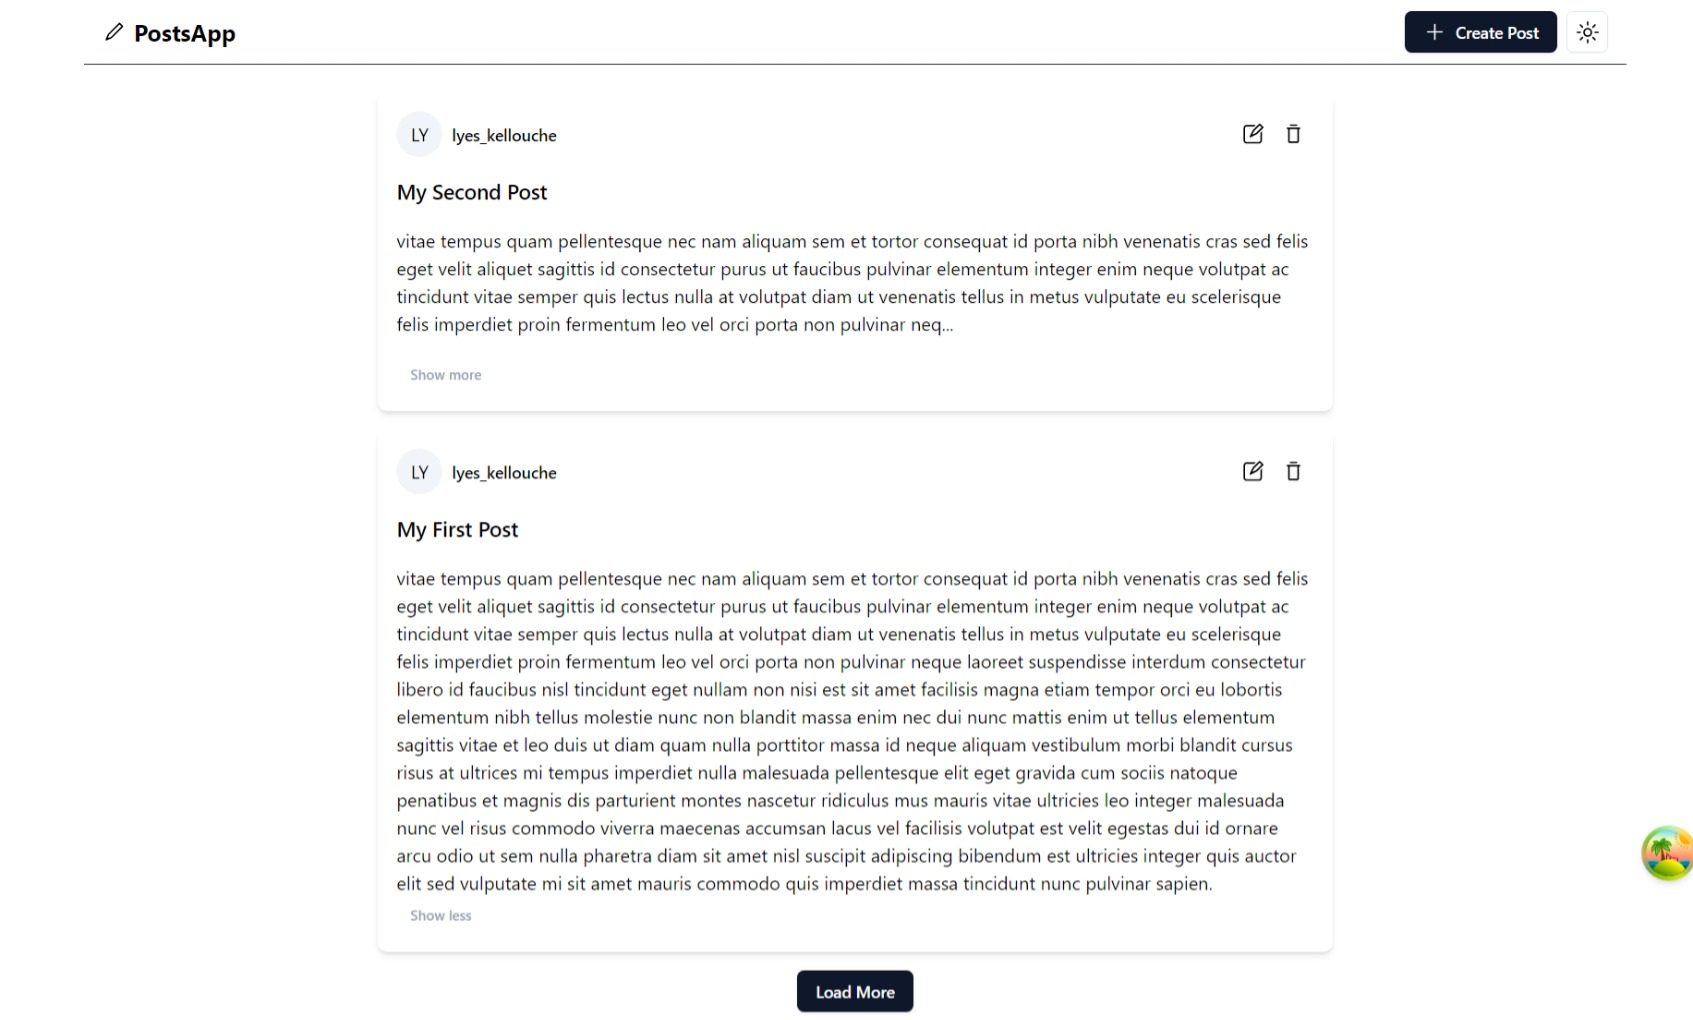 PostsApp
Create Post
LY
lyes_kellouche
My Second Post
vitae tempus quam pellentesque nec nam aliquam sem et tortor consequat id porta nibh venenatis cras sed felis
eget velit aliquet sagittis id consectetur purus ut faucibus pulvinar elementum integer enim neque volutpat ac
tincidunt vitae semper quis lectus nulla at volutpat diam ut venenatis tellus in metus vulputate eu scelerisque
felis imperdiet proin fermentum leo vel orci porta non pulvinar neq...
Show more
LY
lyes_kellouche
My First Post
vitae tempus quam pellentesque nec nam aliquam sem et tortor consequat id porta nibh venenatis cras sed felis
eget velit aliquet sagittis id consectetur purus ut faucibus pulvinar elementum integer enim neque volutpat ac
tincidunt vitae semper quis lectus nulla at volutpat diam ut venenatis tellus in metus vulputate eu scelerisque
felis imperdiet proin fermentum leo vel orci porta non pulvinar neque laoreet suspendisse interdum consectetur
libero id faucibus nisl tincidunt eget nullam non nisi est sit amet facilisis magna etiam tempor orci eu lobortis
elementum nibh tellus molestie nunc non blandit massa enim nec dui nunc mattis enim ut tellus elementum
sagittis vitae et leo duis ut diam quam nulla porttitor massa id neque aliquam vestibulum morbi blandit cursus
risus at ultrices mi tempus imperdiet nulla malesuada pellentesque elit eget gravida cum sociis natoque
penatibus et magnis dis parturient montes nascetur ridiculus mus mauris vitae ultricies leo integer malesuada
nunc vel risus commodo viverra maecenas accumsan lacus vel facilisis volutpat est velit egestas dui id ornare
arcu odio ut sem nulla pharetra diam sit amet nisl suscipit adipiscing bibendum est ultricies integer quis auctor
elit sed vulputate mi sit amet mauris commodo quis imperdiet massa tincidunt nunc pulvinar sapien.
Show less
Load More